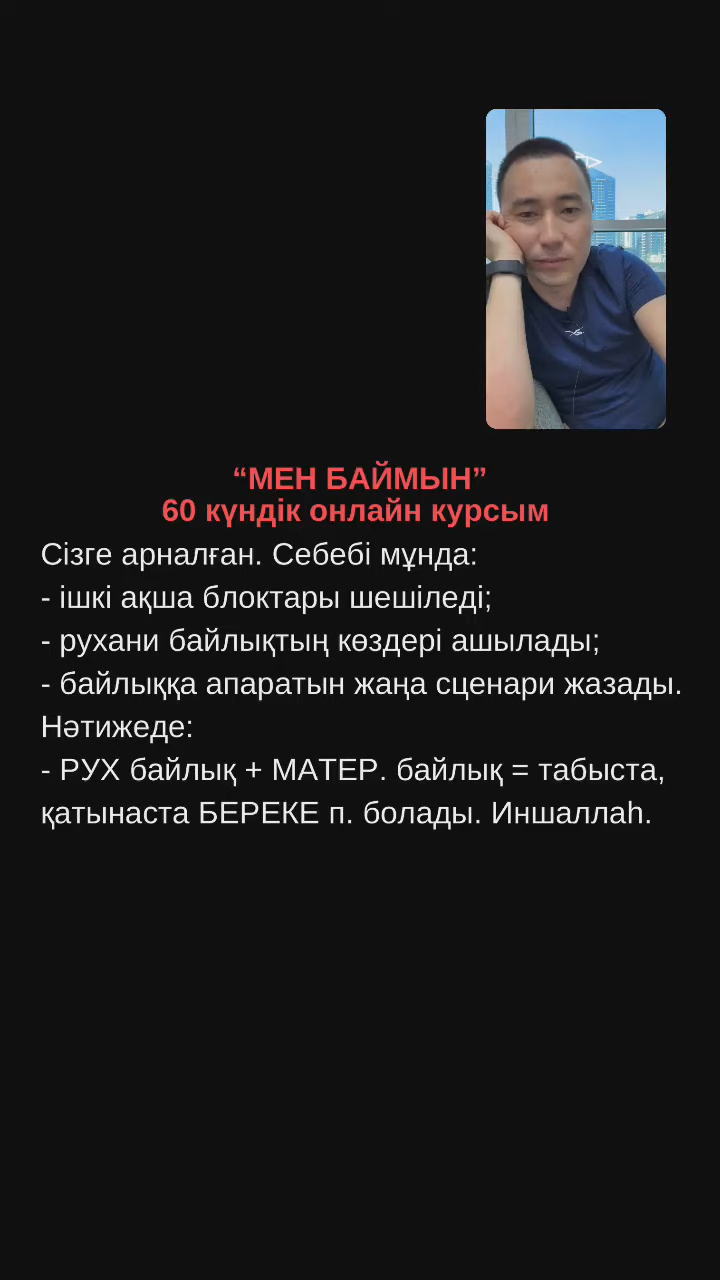 “МЕН БАЙМЫН”
60 күндік онлайн курсым
Сізге арналған. Себебі мұнда:
- ішкі ақша блоктары шешіледі;
- рухани байлықтың көздері ашылады;
- байлыққа апаратын жаңа сценари жазады.
Нәтижеде:
- РУХ байлық + МАТЕР. байлық = табыста,
қатынаста БЕРЕКЕ п. болады. Иншаллаһ.